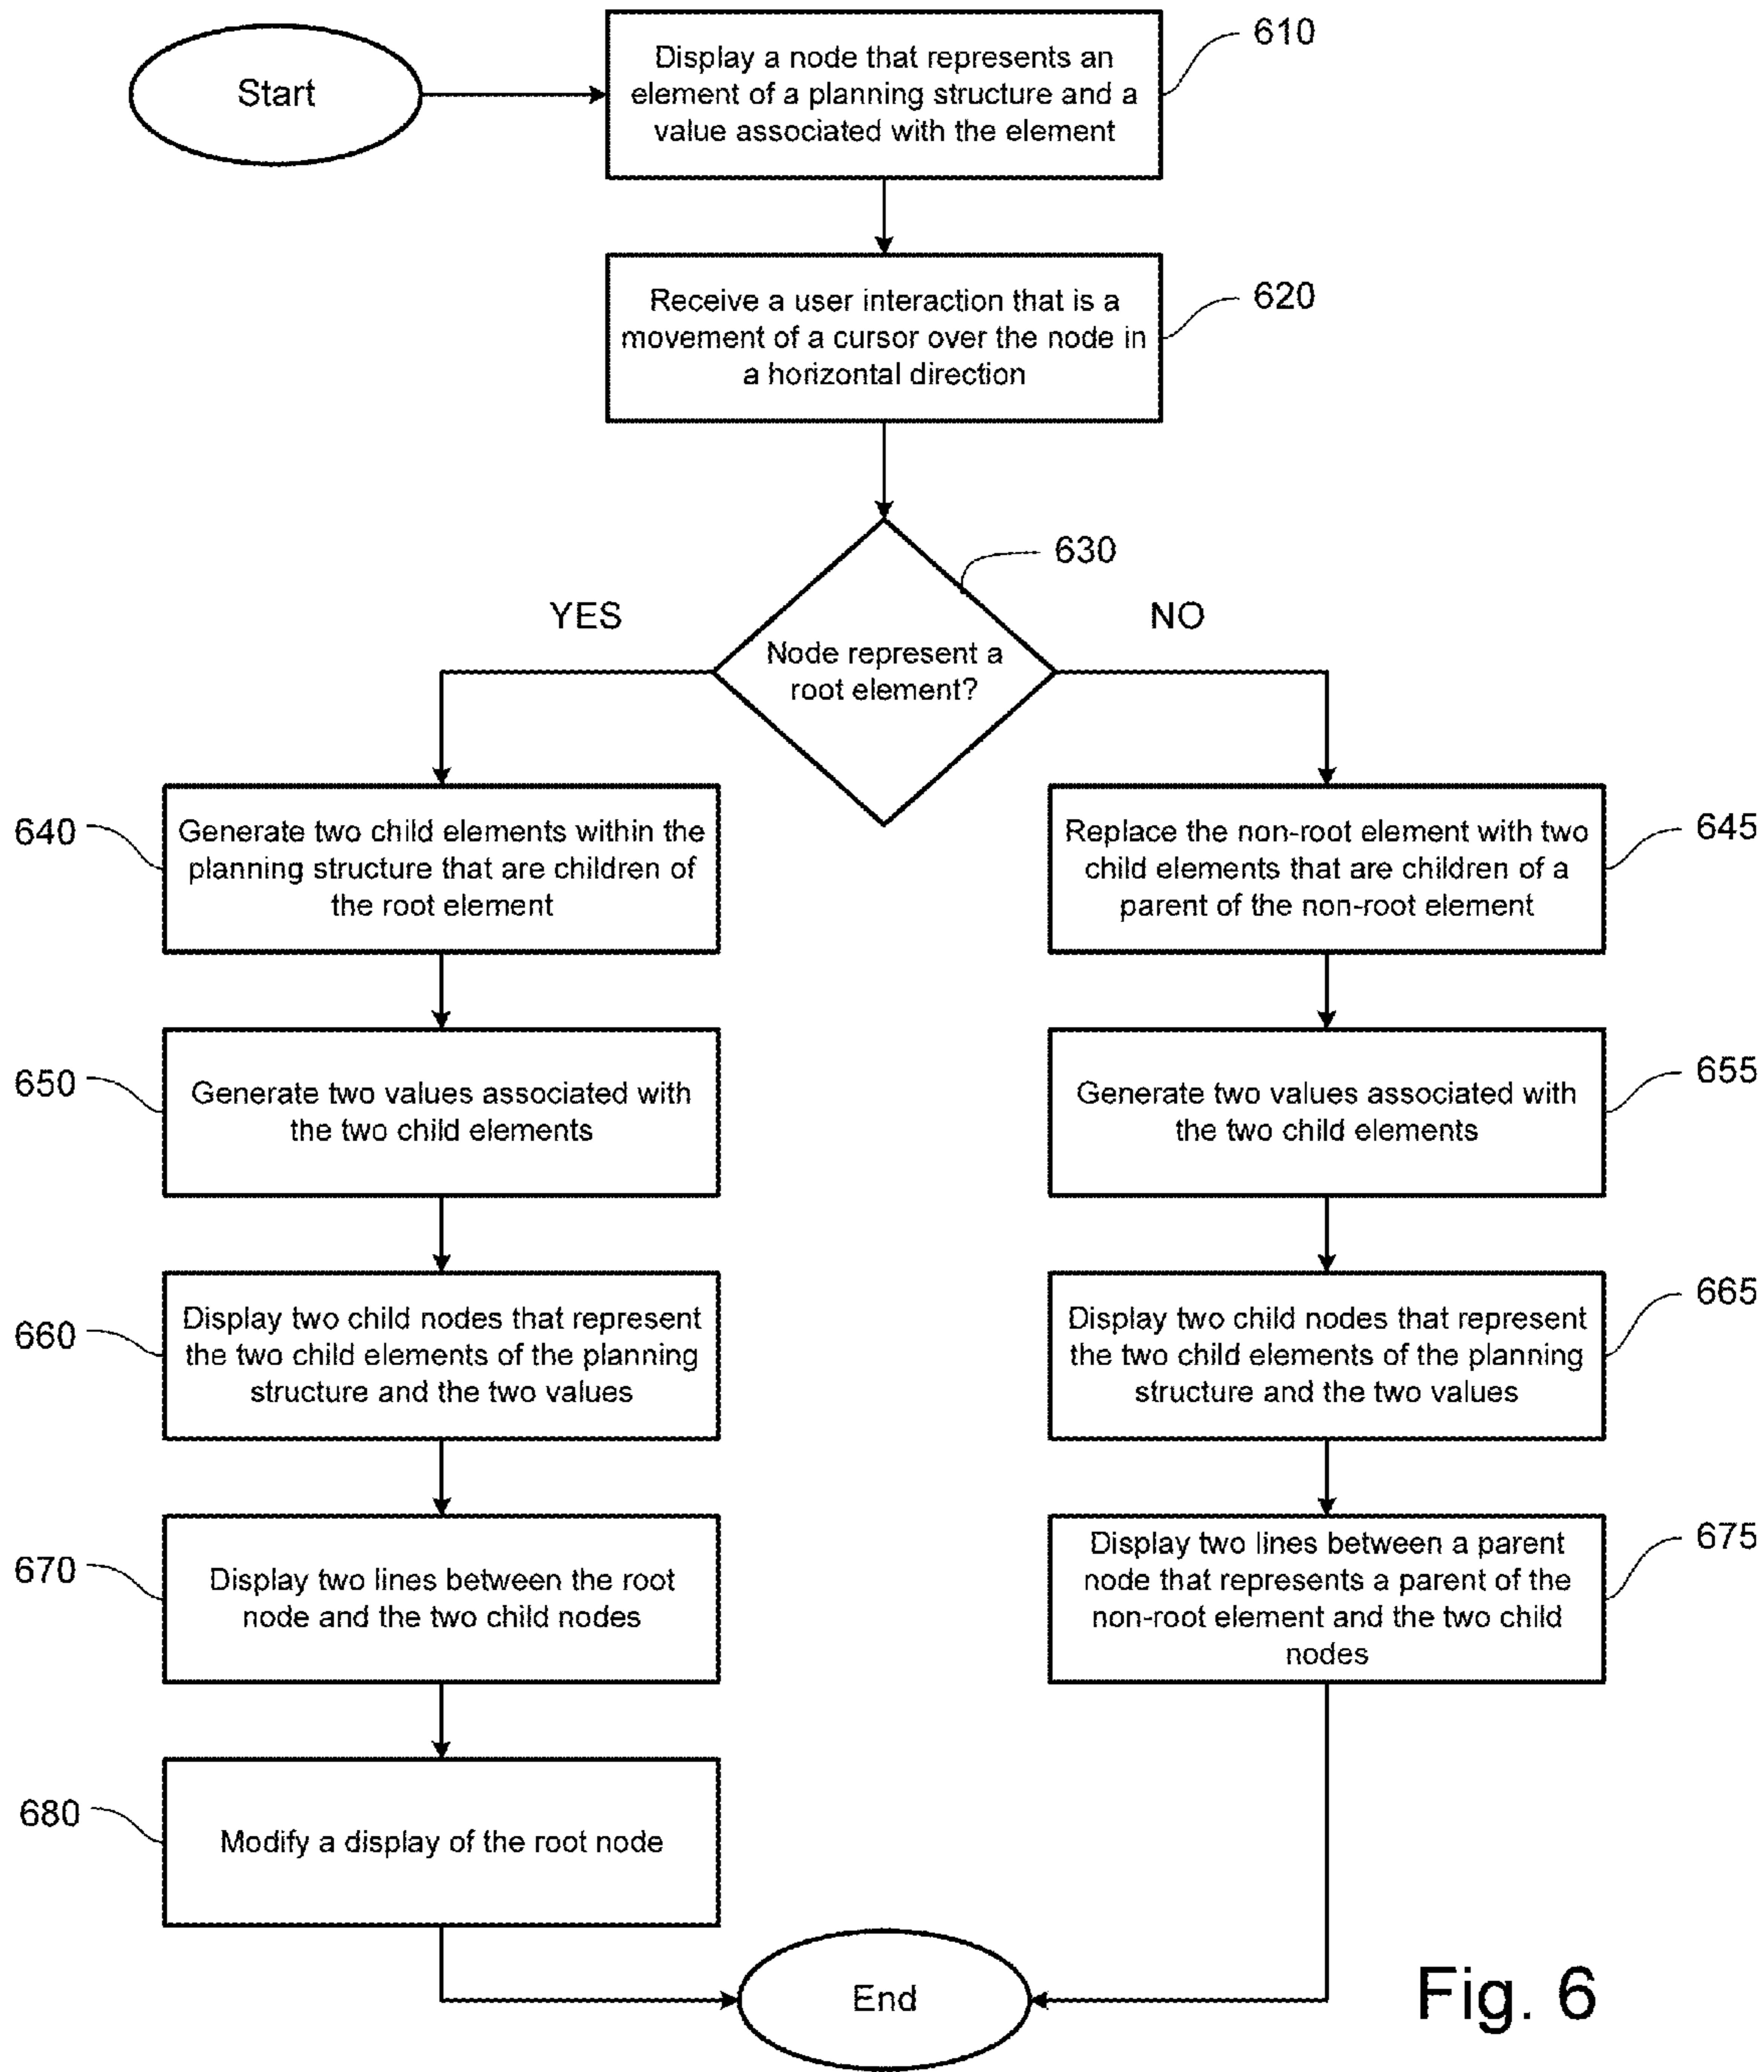 Start
Display a node that represents an
element of a planning structure and a
value associated with the element
610
Receive a user interaction that is a
movement of a cursor over the node in
a horizontal direction
620
630
YES
NO
Node represent a
root element?
640
Generate two child elements within the
planning structure that are children of
the root element
Replace the non-root element with two
child elements that are children of a
parent of the non-root element
645
650
Generate two values associated with
the two child elements
Generate two values associated with
the two child elements
655
660
Display two child nodes that represent
the two child elements of the planning
structure and the two values
Display two child nodes that represent
the two child elements of the planning
structure and the two values
665
670
Display two lines between the root
node and the two child nodes
Display two lines between a parent
node that represents a parent of the
non-root element and the two child
nodes
675
680
Modify a display of the root node
End
Fig. 6